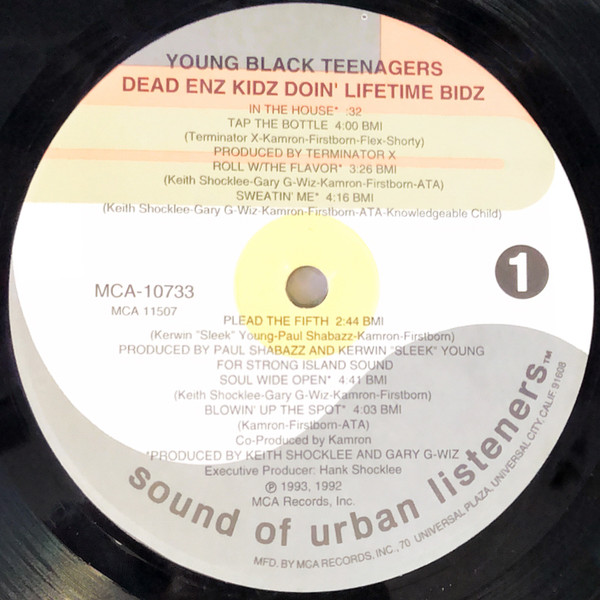 YOUNG BLACK TEENAGERS
DEAD ENZ KIDZ DOIN' LIFETIME BIDZ
IN THE HOUSE* :32
TAP THE BOTTLE 4:00 BMI
(Terminator X-Kamron-Firstborn-Flex-Shorty)
PRODUCED BY TERMINATOR X
ROLL W/THE FLAVOR* 3:26 BMI
(Keith Shocklee-Gary G-Wiz-Kamron-Firstborn-ATA)
SWEATIN' ME* 4:16 BMI
(Keith Shocklee-Gary G-Wiz-Kamron-Firstborn-ATA-Knowledgeable Child)
MCA-10733
MCA 11507
1
PLEAD THE FIFTH 2:44 BMI
(Kerwin "Sleek" Young-Paul Shabazz-Kamron-Firstborn)
PRODUCED BY PAUL SHABAZZ AND KERWIN "SLEEK" YOUNG
FOR STRONG ISLAND SOUND
SOUL WIDE OPEN* 4:41 BMI
(Keith Shocklee-Gary G-Wiz-Kamron-Firstborn)
BLOWIN' UP THE SPOT* 4:03 BMI
(Kamron-Firstborn-ATA)
Co-Produced by Kamron
*PRODUCED BY KEITH SHOCKLEE AND GARY G-WIZ
Executive Producer: Hank Shocklee
℗ 1993, 1992
MCA Records, Inc.
sound of urban listeners™
MFD. BY MCA RECORDS, INC., 70 UNIVERSAL PLAZA, UNIVERSAL CITY, CALIF. 91608